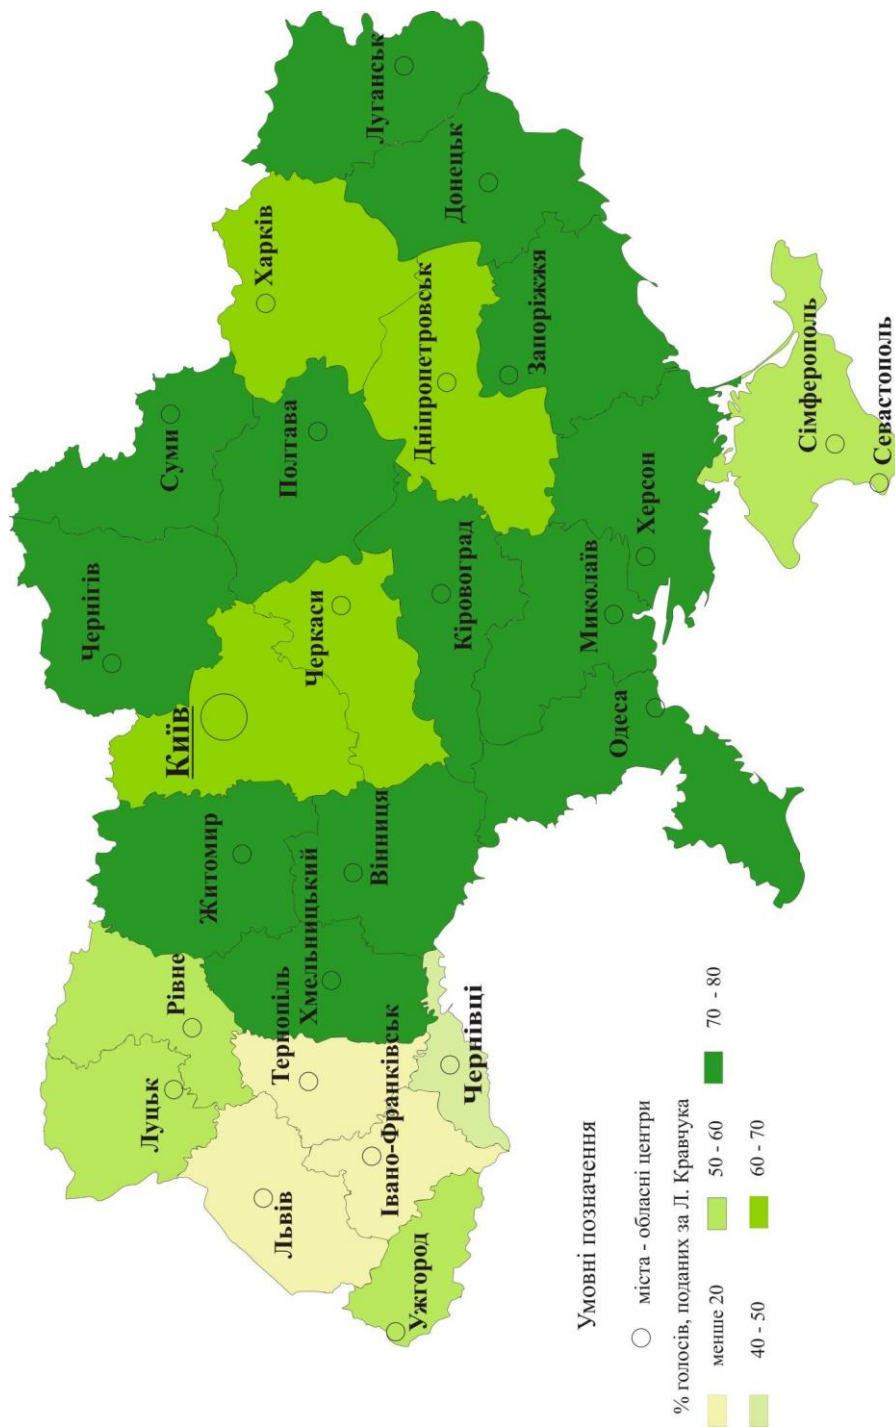 Луцьк
Рівне
Житомир
Київ
Чернігів
Суми
Харків
Луганськ
Львів
Тернопіль
Хмельницький
Вінниця
Черкаси
Полтава
Донецьк
Ужгород
Івано-Франківськ
Чернівці
Кіровоград
Дніпропетровськ
Запоріжжя
Одеса
Миколаїв
Херсон
Сімферополь
Севастополь
Умовні позначення
міста - обласні центри
% голосів, поданих за Л. Кравчука
менше 20
50 - 60
70 - 80
40 - 50
60 - 70